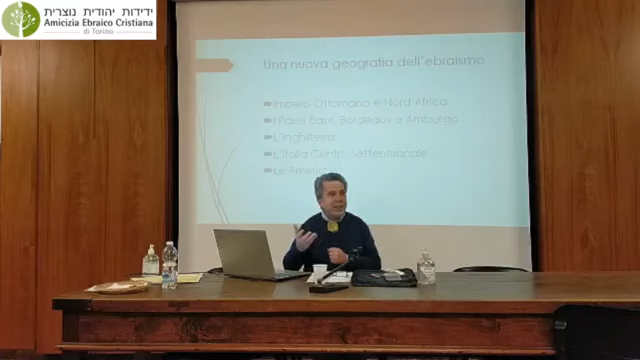 ידידות יהודית נוצרית
Amicizia Ebraico Cristiana
di Torino
Una nuova geografia dell'ebraismo
Impero Ottomano e Nord Africa
I Paesi Bassi, Bordeaux e Amburgo
L'Inghilterra
L'Italia Centro Settentrionale
Le